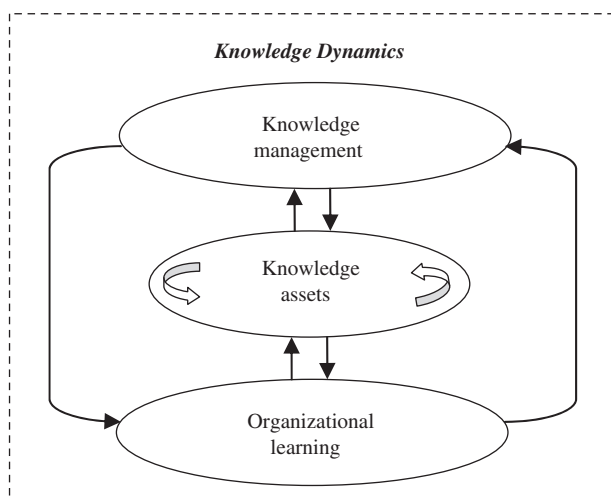 Knowledge Dynamics
Knowledge
management
Knowledge
assets
Organizational
learning